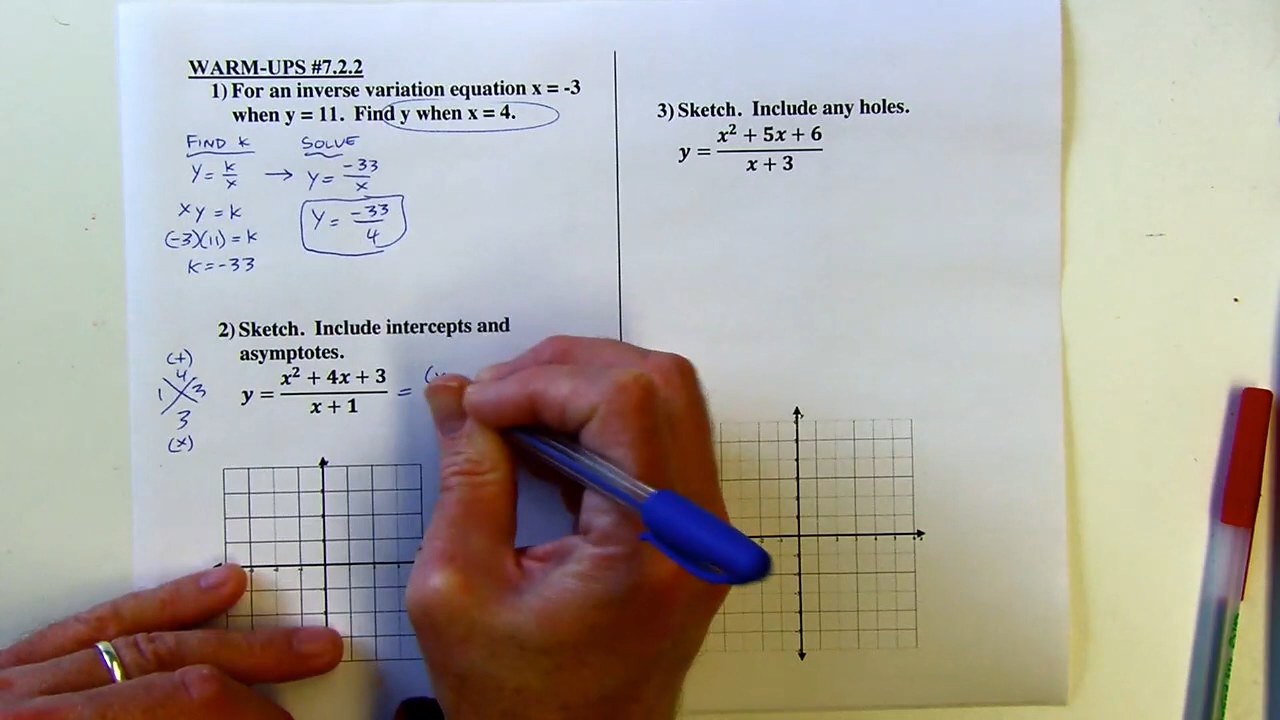 WARM-UPS #7.2.2
1) For an inverse variation equation x = -3
when y = 11. Find y when x = 4.
FIND K SOLVE
y = k/x → y = -33/x
xy = k
y = -33/4
(-3)(11) = k
k = -33
2) Sketch. Include intercepts and
asymptotes.
y = (x² + 4x + 3)/(x + 1) =
(+)
4
1 3
3
(x)
3) Sketch. Include any holes.
y = (x² + 5x + 6)/(x + 3)